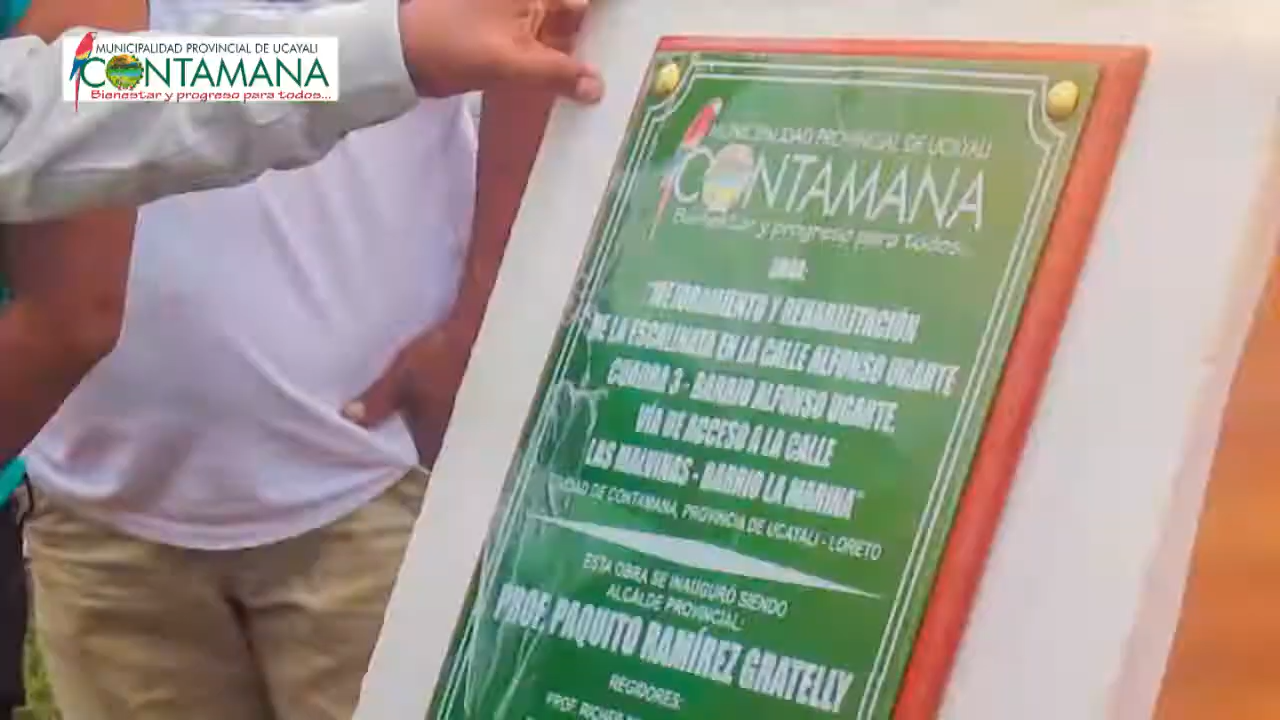 MUNICIPALIDAD PROVINCIAL DE UCAYALI
CONTAMANA
Bienestar y progreso para todos...
MUNICIPALIDAD PROVINCIAL DE UCAYALI
CONTAMANA
Bienestar y progreso para todos...
OBRA:
"MEJORAMIENTO Y REHABILITACIÓN
DE LA ESCALINATA EN LA CALLE ALFONSO UGARTE
CUADRA 3 - BARRIO ALFONSO UGARTE,
VÍA DE ACCESO A LA CALLE
LAS MALVINAS - BARRIO LA MARINA"
CIUDAD DE CONTAMANA, PROVINCIA DE UCAYALI - LORETO
ESTA OBRA SE INAUGURÓ SIENDO
ALCALDE PROVINCIAL:
PROF. PAQUITO RAMÍREZ GRATELLY
REGIDORES:
PROF.